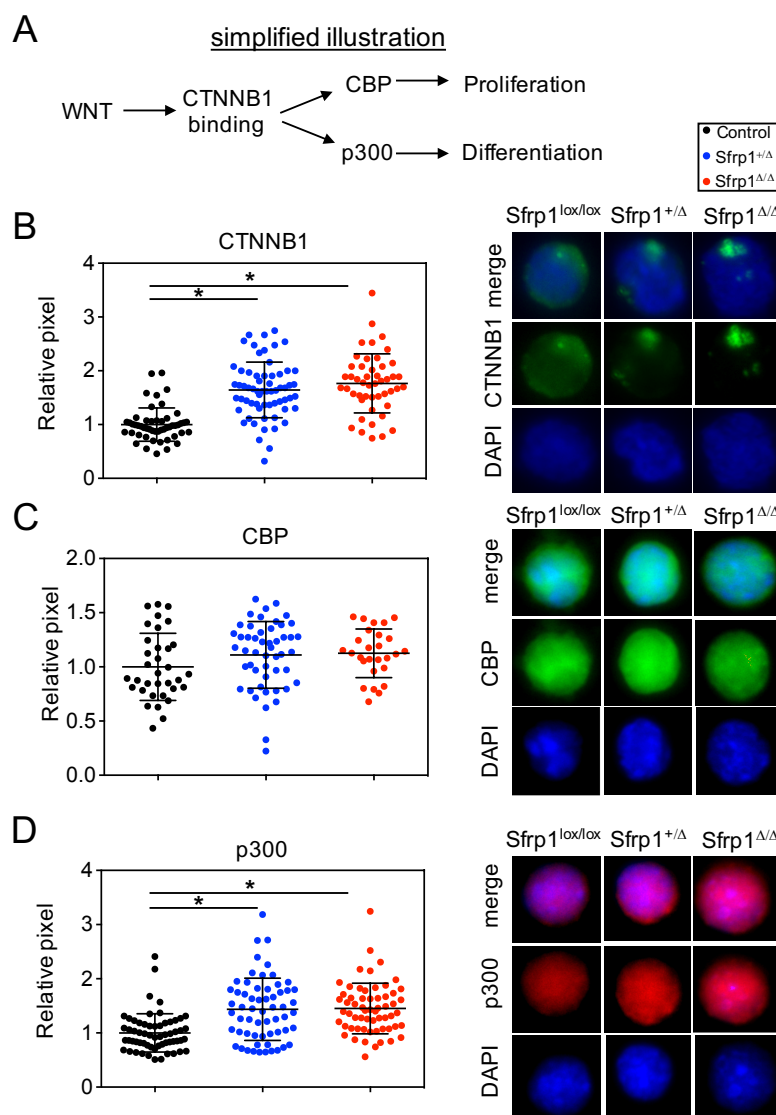 A
simplified illustration
WNT
CTNNB1
binding
CBP
Proliferation
p300
Differentiation
Control
Sfrp1+/Δ
Sfrp1Δ/Δ
B
CTNNB1
Relative pixel
4
3
2
1
0
*
*
Sfrp1lox/lox
Sfrp1+/Δ
Sfrp1Δ/Δ
merge
CTNNB1
DAPI
C
CBP
Relative pixel
2.0
1.5
1.0
0.5
0.0
Sfrp1lox/lox
Sfrp1+/Δ
Sfrp1Δ/Δ
merge
CBP
DAPI
D
p300
Relative pixel
4
3
2
1
0
*
*
Sfrp1lox/lox
Sfrp1+/Δ
Sfrp1Δ/Δ
merge
p300
DAPI